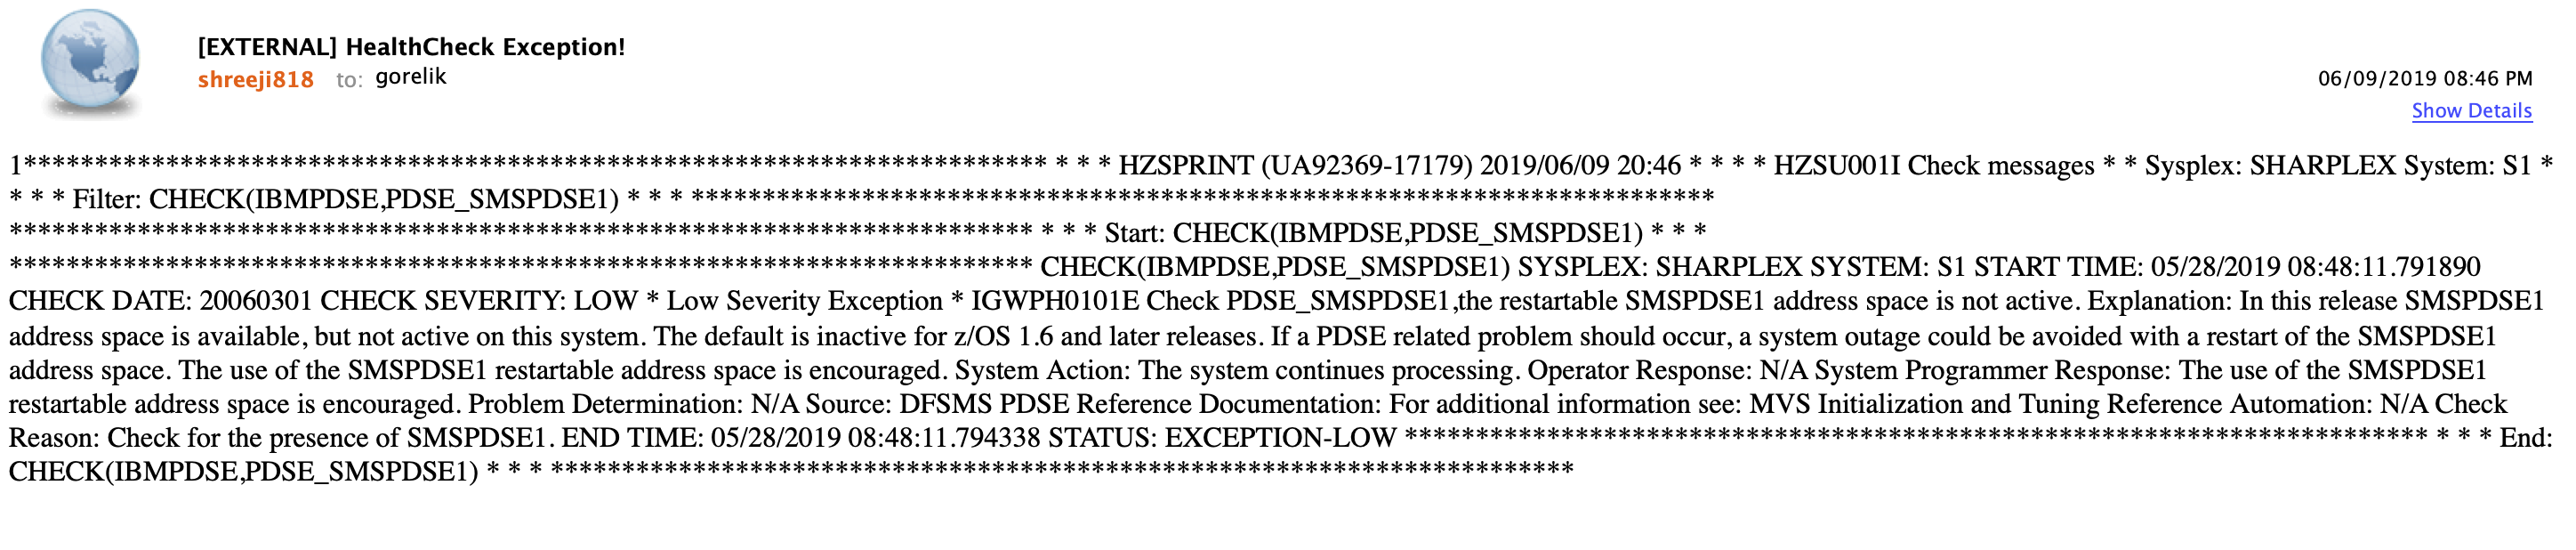 [EXTERNAL] HealthCheck Exception!
shreeji818 to: gorelik
06/09/2019 08:46 PM
Show Details
1************************************************************************ * * * HZSPRINT (UA92369-17179) 2019/06/09 20:46 * * * * HZSU001I Check messages * * Sysplex: SHARPLEX System: S1 *
* * * Filter: CHECK(IBMPDSE,PDSE_SMSPDSE1) * * * ************************************************************************
************************************************************************ * * * Start: CHECK(IBMPDSE,PDSE_SMSPDSE1) * * *
************************************************************************ CHECK(IBMPDSE,PDSE_SMSPDSE1) SYSPLEX: SHARPLEX SYSTEM: S1 START TIME: 05/28/2019 08:48:11.791890
CHECK DATE: 20060301 CHECK SEVERITY: LOW * Low Severity Exception * IGWPH0101E Check PDSE_SMSPDSE1,the restartable SMSPDSE1 address space is not active. Explanation: In this release SMSPDSE1
address space is available, but not active on this system. The default is inactive for z/OS 1.6 and later releases. If a PDSE related problem should occur, a system outage could be avoided with a restart of the SMSPDSE1
address space. The use of the SMSPDSE1 restartable address space is encouraged. System Action: The system continues processing. Operator Response: N/A System Programmer Response: The use of the SMSPDSE1
restartable address space is encouraged. Problem Determination: N/A Source: DFSMS PDSE Reference Documentation: For additional information see: MVS Initialization and Tuning Reference Automation: N/A Check
Reason: Check for the presence of SMSPDSE1. END TIME: 05/28/2019 08:48:11.794338 STATUS: EXCEPTION-LOW ************************************************************************ * * * End:
CHECK(IBMPDSE,PDSE_SMSPDSE1) * * * ************************************************************************